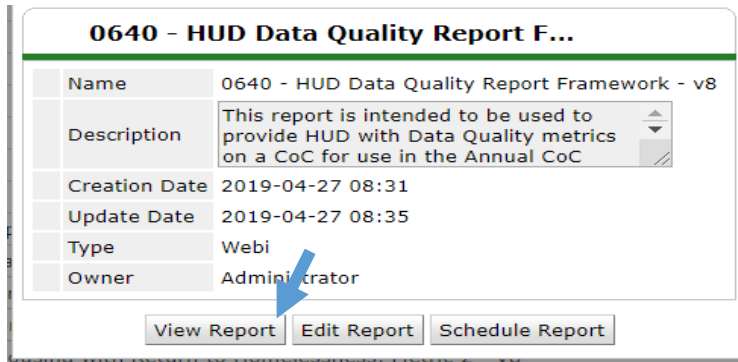 0640 - HUD Data Quality Report F...
Name 0640 - HUD Data Quality Report Framework - v8
Description This report is intended to be used to
provide HUD with Data Quality metrics
on a CoC for use in the Annual CoC
Creation Date 2019-04-27 08:31
Update Date 2019-04-27 08:35
Type Webi
Owner Administrator
View Report Edit Report Schedule Report